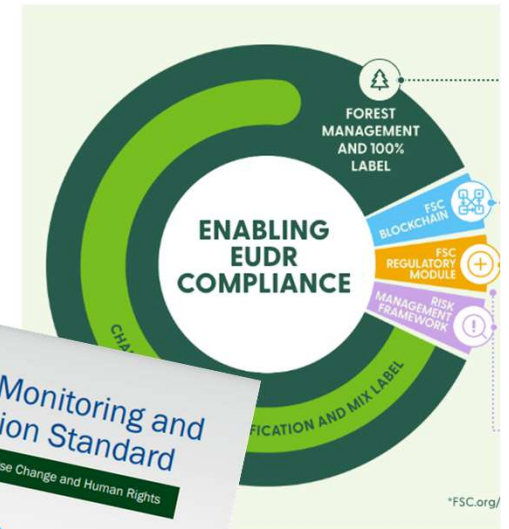 FOREST
MANAGEMENT
AND 100%
LABEL
FSC
BLOCKCHAIN
FSC
REGULATORY
MODULE
RISK
MANAGEMENT
FRAMEWORK
ENABLING
EUDR
COMPLIANCE
FICATION AND MIX LABEL
Monitoring and
ion Standard
se Change and Human Rights
*FSC.org/